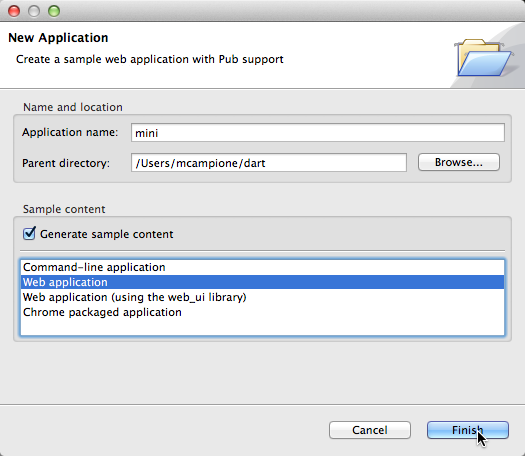 New Application
Create a sample web application with Pub support
Name and location
Application name: mini
Parent directory: /Users/mcampione/dart Browse...
Sample content
Generate sample content
Command-line application
Web application
Web application (using the web_ui library)
Chrome packaged application
Cancel Finish